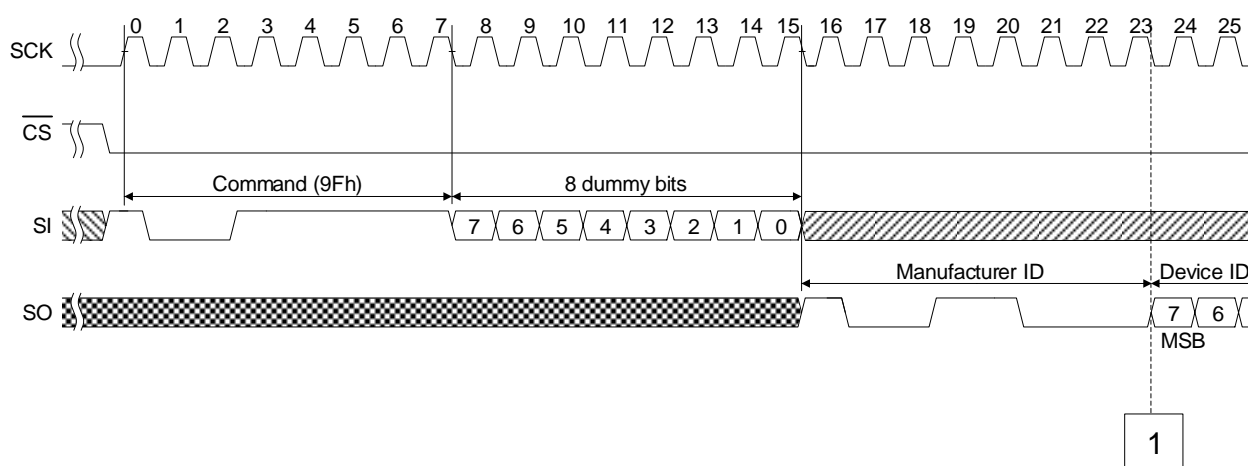 0 1 2 3 4 5 6 7 8 9 10 11 12 13 14 15 16 17 18 19 20 21 22 23 24 25
SCK
CS
Command (9Fh) 8 dummy bits
SI 7 6 5 4 3 2 1 0
Manufacturer ID Device ID
SO 7 6
MSB
1